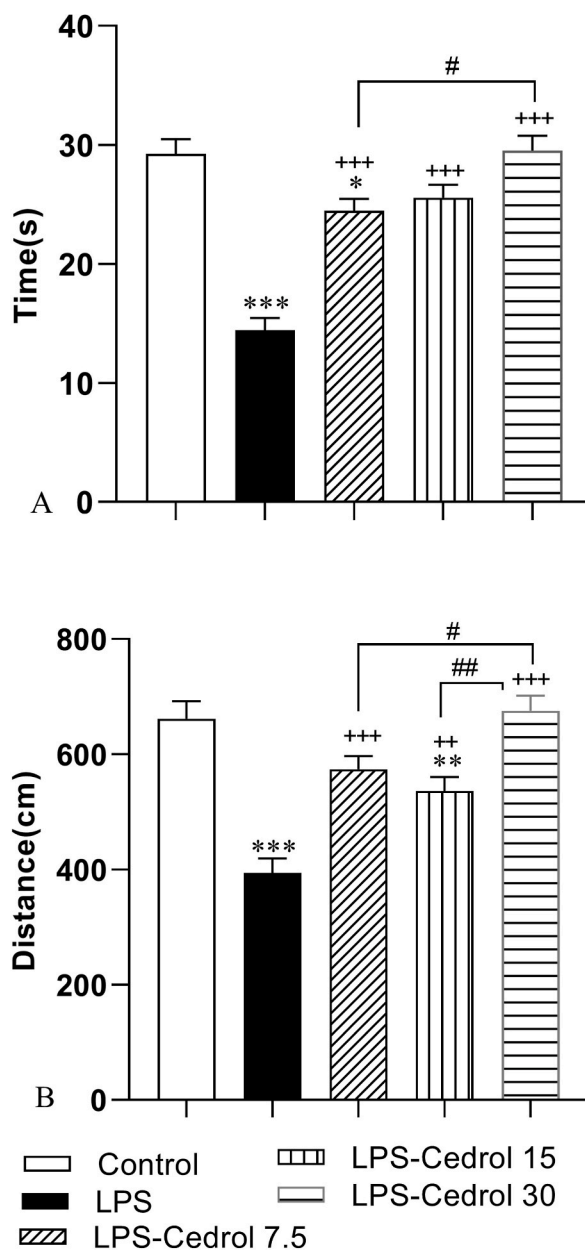 40
#
+++
30
+++
+++
*
20
***
10
0
Time(s)
A
800
#
##
+++
+++
++
**
600
***
400
200
0
Distance(cm)
B
Control
LPS-Cedrol 15
LPS
LPS-Cedrol 30
LPS-Cedrol 7.5